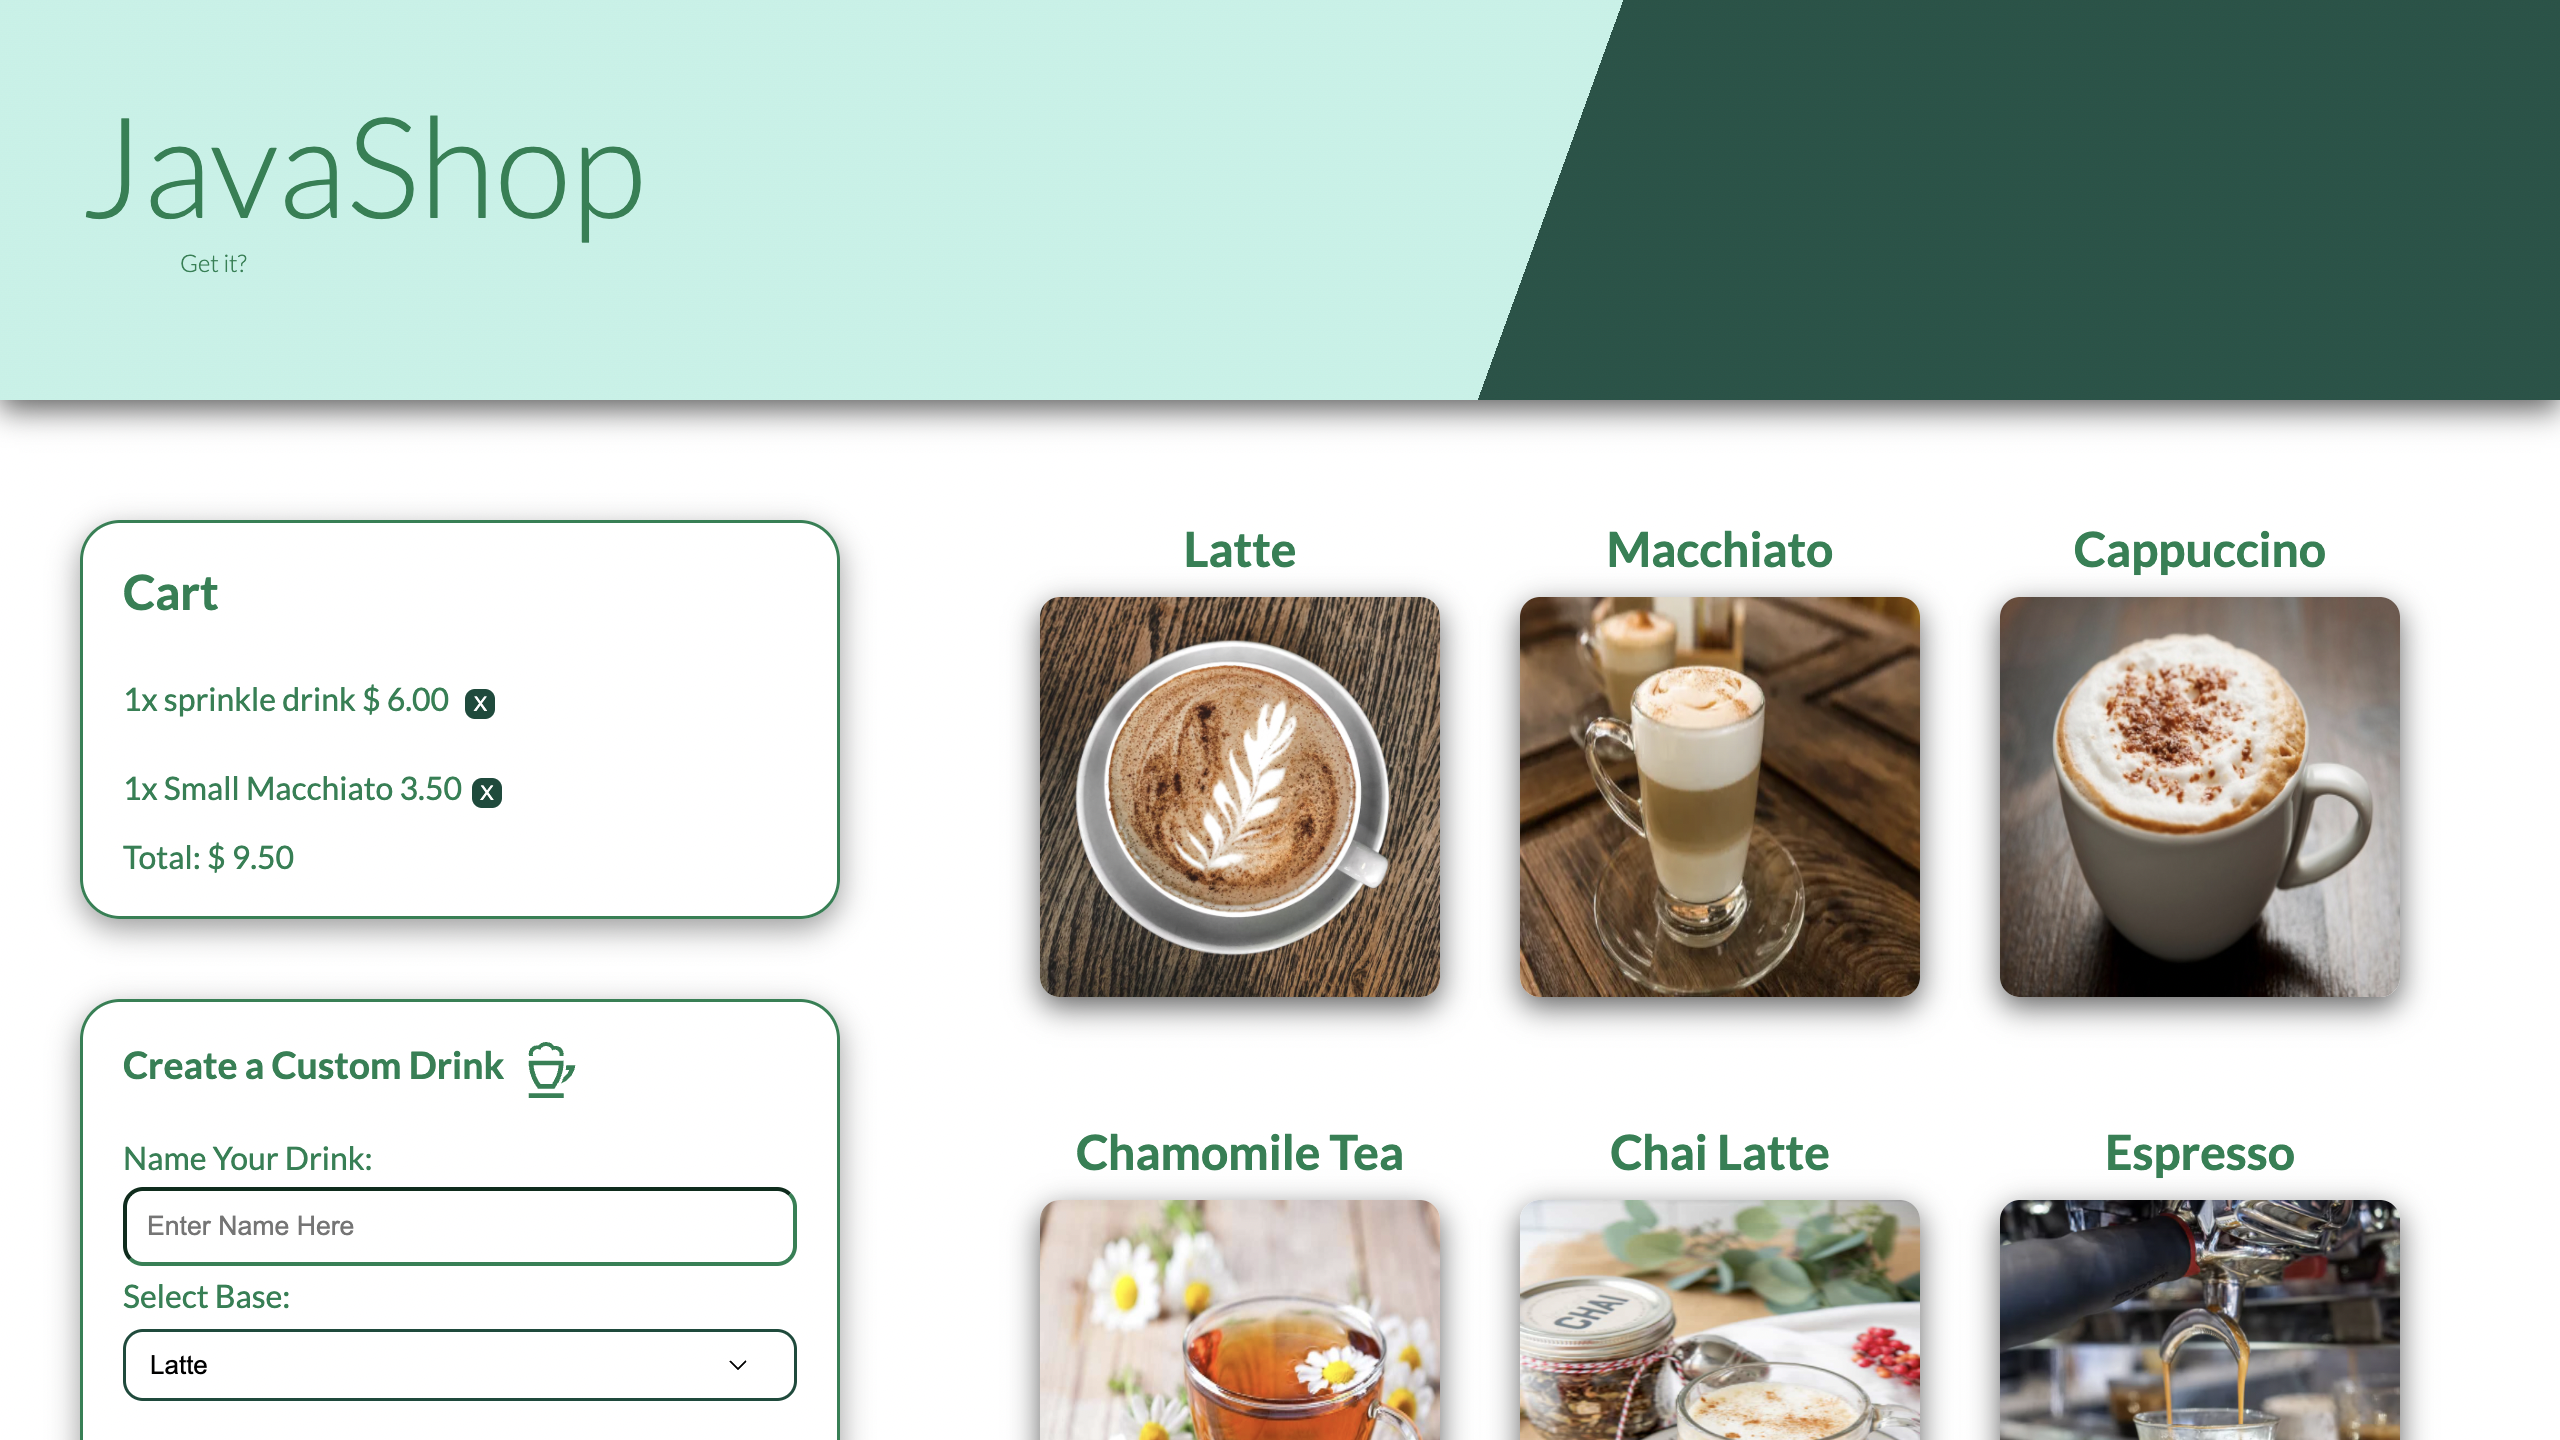 JavaShop
Get it?
Cart
1x sprinkle drink $ 6.00 X
1x Small Macchiato 3.50 X
Total: $ 9.50
Create a Custom Drink
Name Your Drink:
Enter Name Here
Select Base:
Latte
Latte
Macchiato
Cappuccino
Chamomile Tea
Chai Latte
Espresso
CHAI